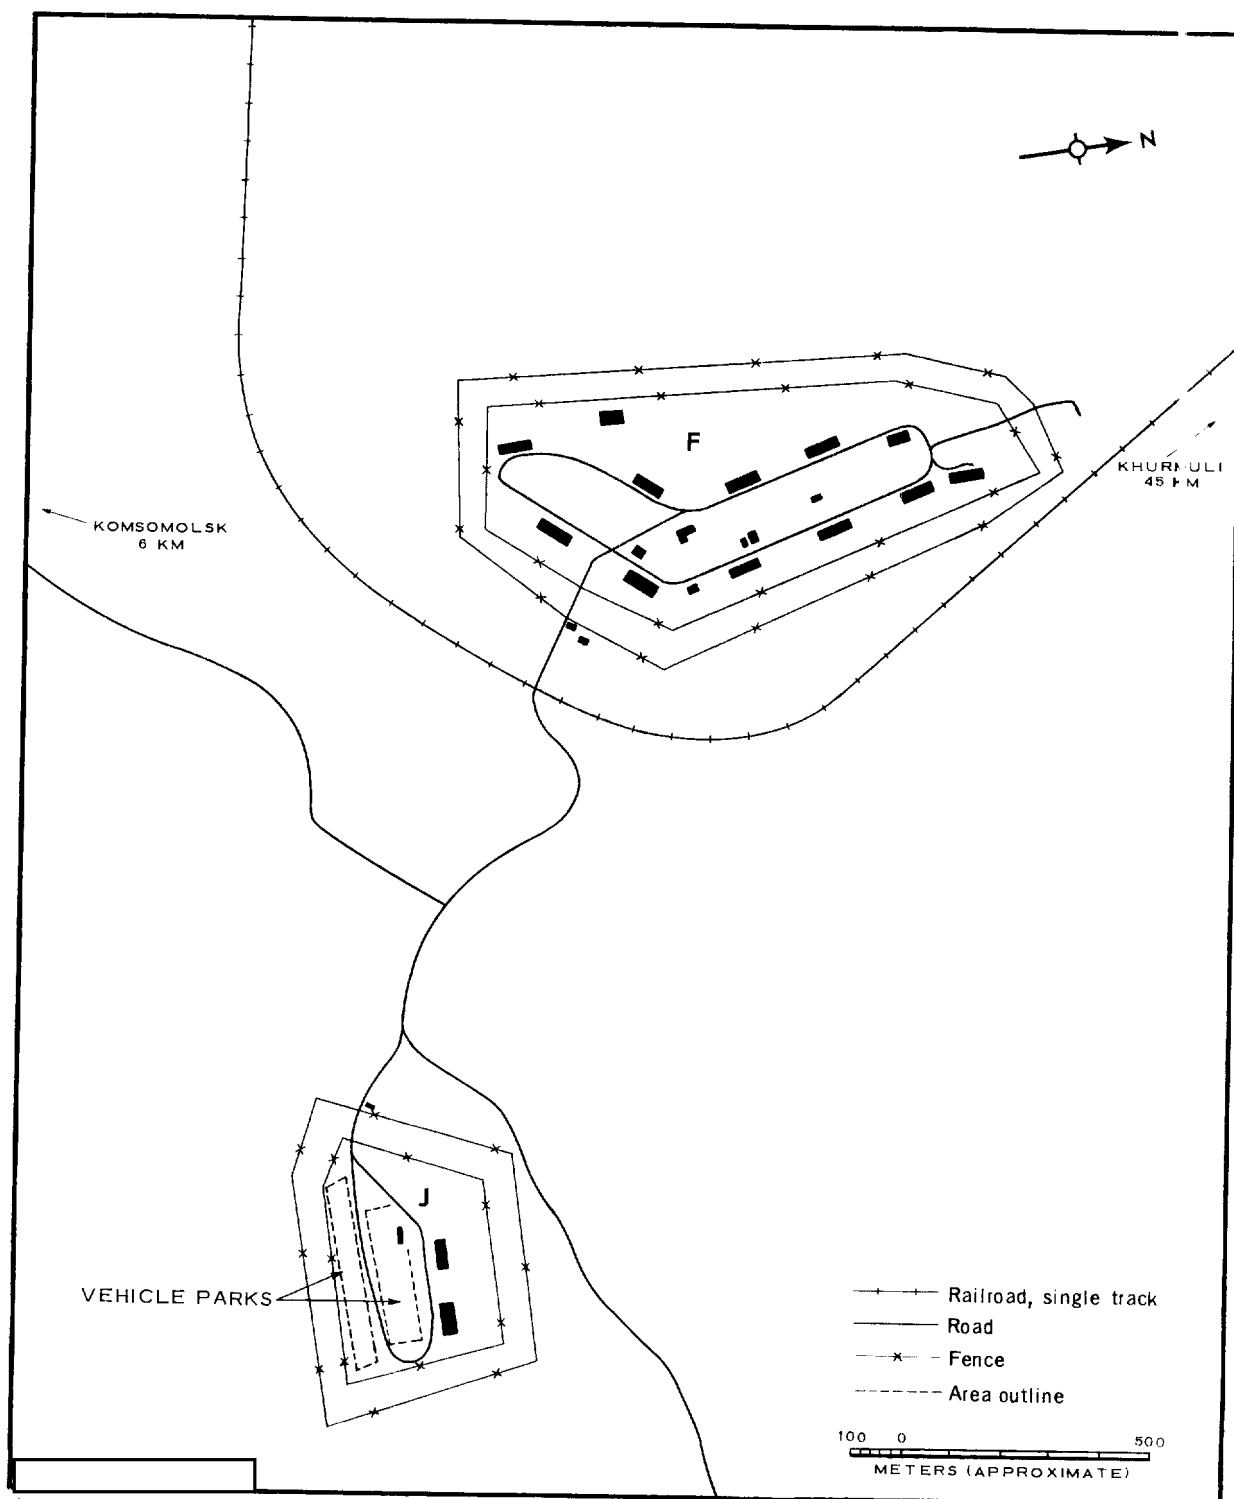 N
F
KHURMULI
45 KM
KOMSOMOLSK
6 KM
J
VEHICLE PARKS
Railroad, single track
Road
Fence
Area outline
100 0 500
METERS (APPROXIMATE)